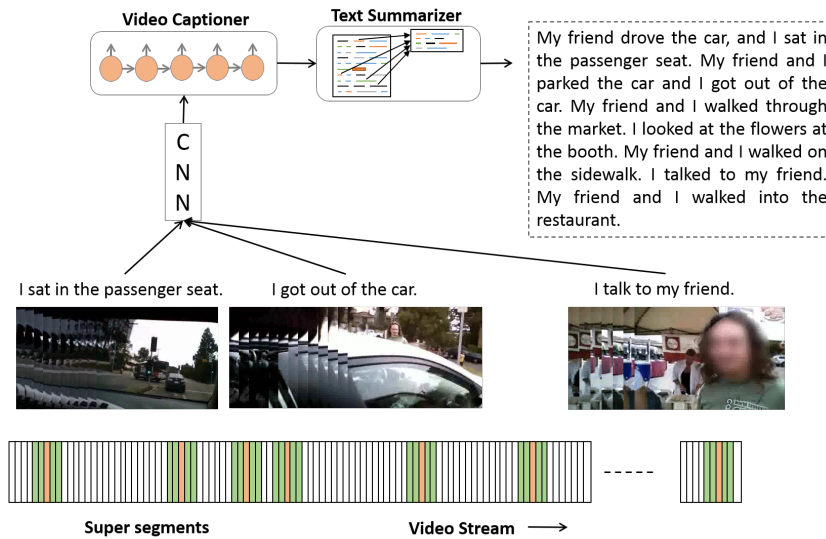 Video Captioner
Text Summarizer
My friend drove the car, and I sat in
the passenger seat. My friend and I
parked the car and I got out of the
car. My friend and I walked through
the market. I looked at the flowers at
the booth. My friend and I walked on
the sidewalk. I talked to my friend.
My friend and I walked into the
restaurant.
C
N
N
I sat in the passenger seat.
I got out of the car.
I talk to my friend.
Super segments
Video Stream